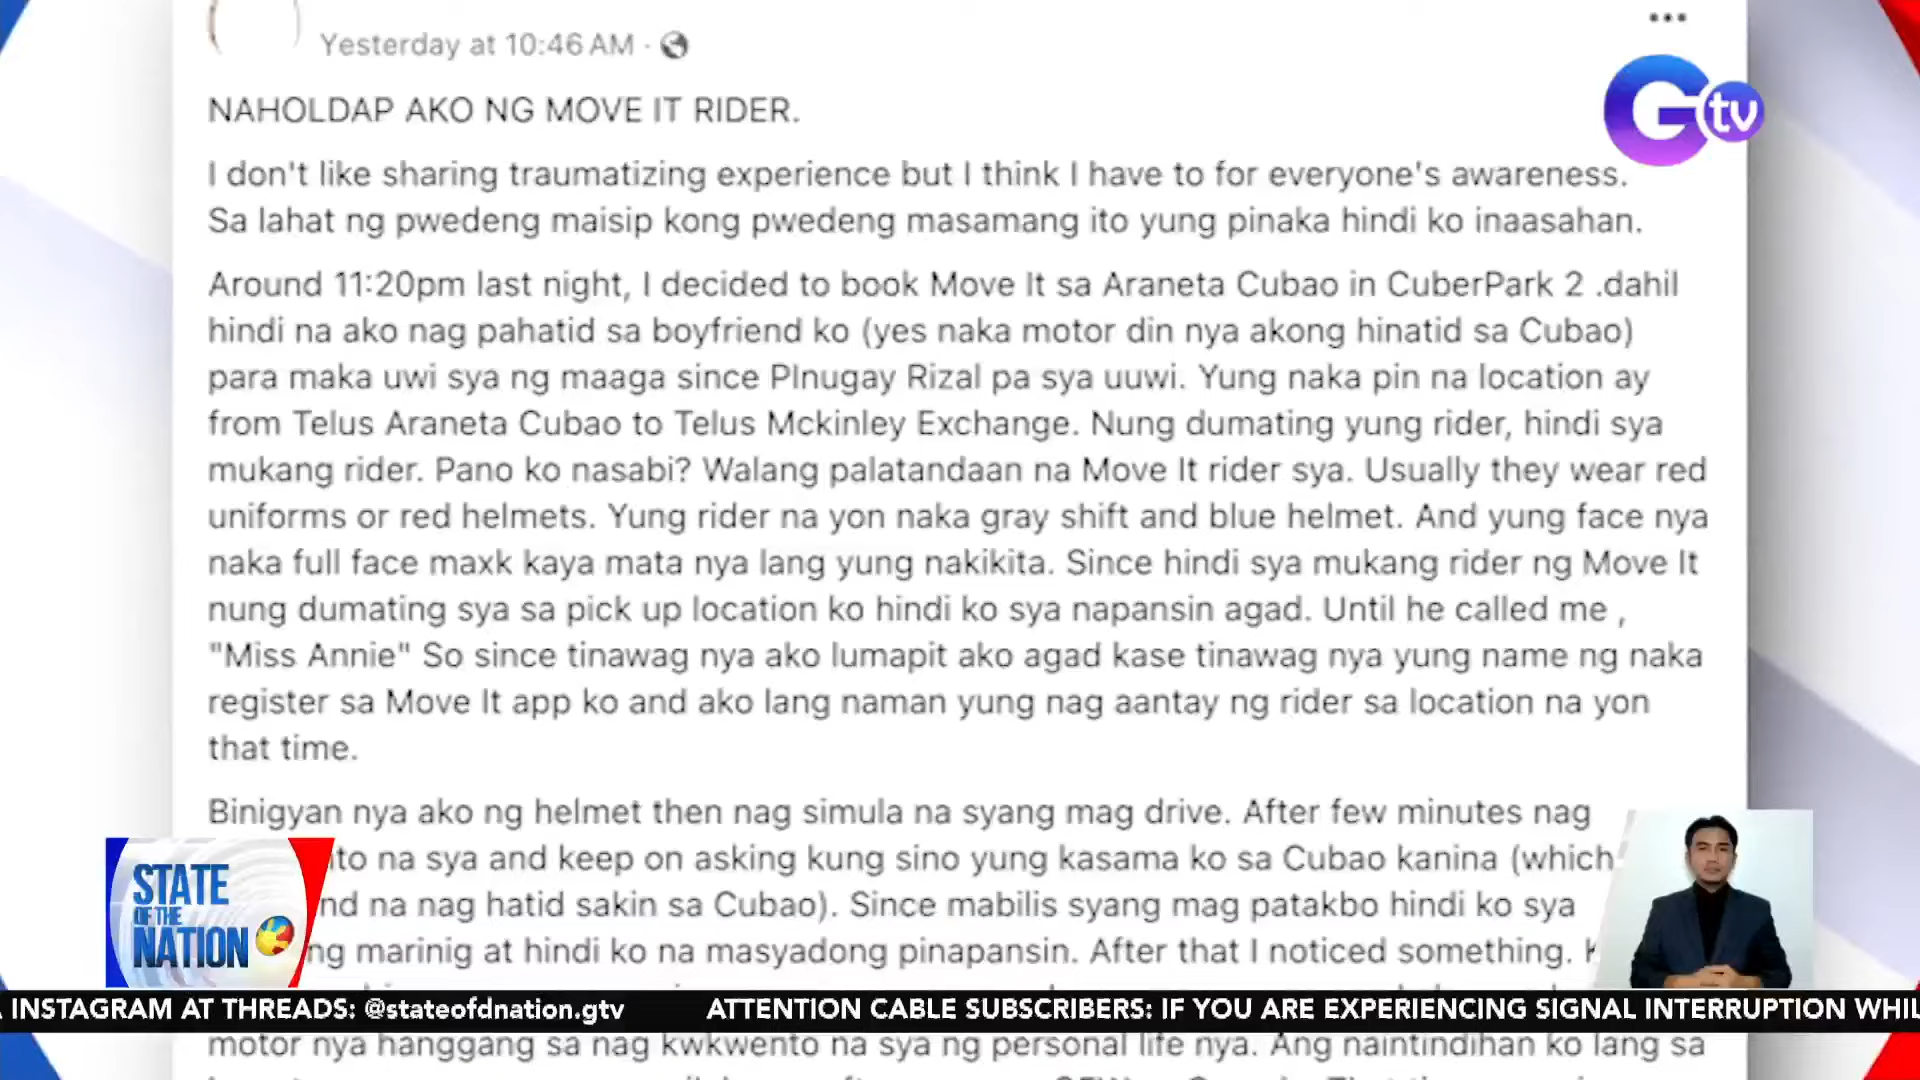 Yesterday at 10:46 AM ·
NAHOLDAP AKO NG MOVE IT RIDER.
G tv
I don't like sharing traumatizing experience but I think I have to for everyone's awareness.
Sa lahat ng pwedeng maisip kong pwedeng masamang ito yung pinaka hindi ko inaasahan.
Around 11:20pm last night, I decided to book Move It sa Araneta Cubao in CuberPark 2 .dahil
hindi na ako nag pahatid sa boyfriend ko (yes naka motor din nya akong hinatid sa Cubao)
para maka uwi sya ng maaga since PInugay Rizal pa sya uuwi. Yung naka pin na location ay
from Telus Araneta Cubao to Telus Mckinley Exchange. Nung dumating yung rider, hindi sya
mukang rider. Pano ko nasabi? Walang palatandaan na Move It rider sya. Usually they wear red
uniforms or red helmets. Yung rider na yon naka gray shift and blue helmet. And yung face nya
naka full face maxk kaya mata nya lang yung nakikita. Since hindi sya mukang rider ng Move It
nung dumating sya sa pick up location ko hindi ko sya napansin agad. Until he called me ,
"Miss Annie" So since tinawag nya ako lumapit ako agad kase tinawag nya yung name ng naka
register sa Move It app ko and ako lang naman yung nag aantay ng rider sa location na yon
that time.
Binigyan nya ako ng helmet then nag simula na syang mag drive. After few minutes nag
na sya and keep on asking kung sino yung kasama ko sa Cubao kanina (which
na nag hatid sakin sa Cubao). Since mabilis syang mag patakbo hindi ko sya
marinig at hindi ko na masyadong pinapansin. After that I noticed something.
STATE OF THE NATION
INSTAGRAM AT THREADS: @stateofdnation.gtv ATTENTION CABLE SUBSCRIBERS: IF YOU ARE EXPERIENCING SIGNAL INTERRUPTION
motor nya hanggang sa nag kwkwento na sya ng personal life nya. Ang naintindihan ko lang sa